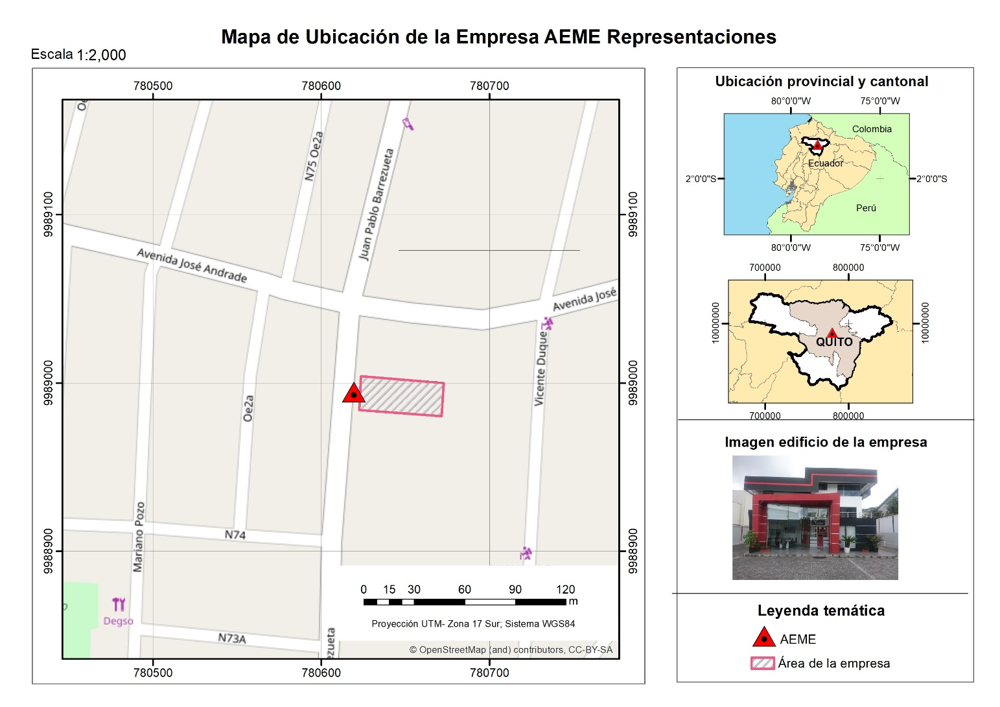 Mapa de Ubicación de la Empresa AEME Representaciones
Escala 1:2,000
780500
780600
780700
Oe
N75 Oe2a
Juan Pablo Barrezueta
9989100
9989100
Avenida José Andrade
Avenida José
Vicente Duque
9989000
9989000
Oe2a
Mariano Pozo
N74
9988900
9988900
Degso
N73A
zueta
0 15 30 60 90 120
m
Proyección UTM- Zona 17 Sur; Sistema WGS84
© OpenStreetMap (and) contributors, CC-BY-SA
780500
780600
780700
Ubicación provincial y cantonal
80°0'0"W
75°0'0"W
Colombia
Ecuador
2°0'0"S
2°0'0"S
Perú
80°0'0"W
75°0'0"W
700000
800000
10000000
10000000
QUITO
700000
800000
Imagen edificio de la empresa
Leyenda temática
AEME
Área de la empresa